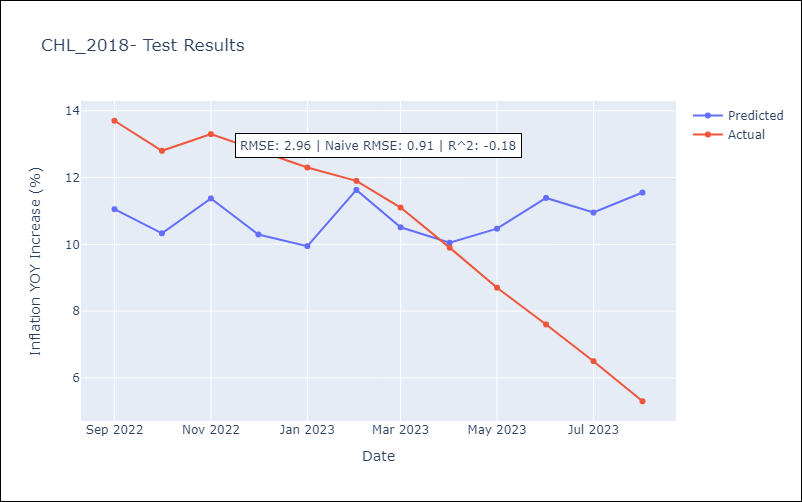 CHL_2018- Test Results
14
12
10
8
6
Inflation YOY Increase (%)
RMSE: 2.96 | Naive RMSE: 0.91 | R^2: -0.18
Predicted
Actual
Sep 2022
Nov 2022
Jan 2023
Mar 2023
May 2023
Jul 2023
Date